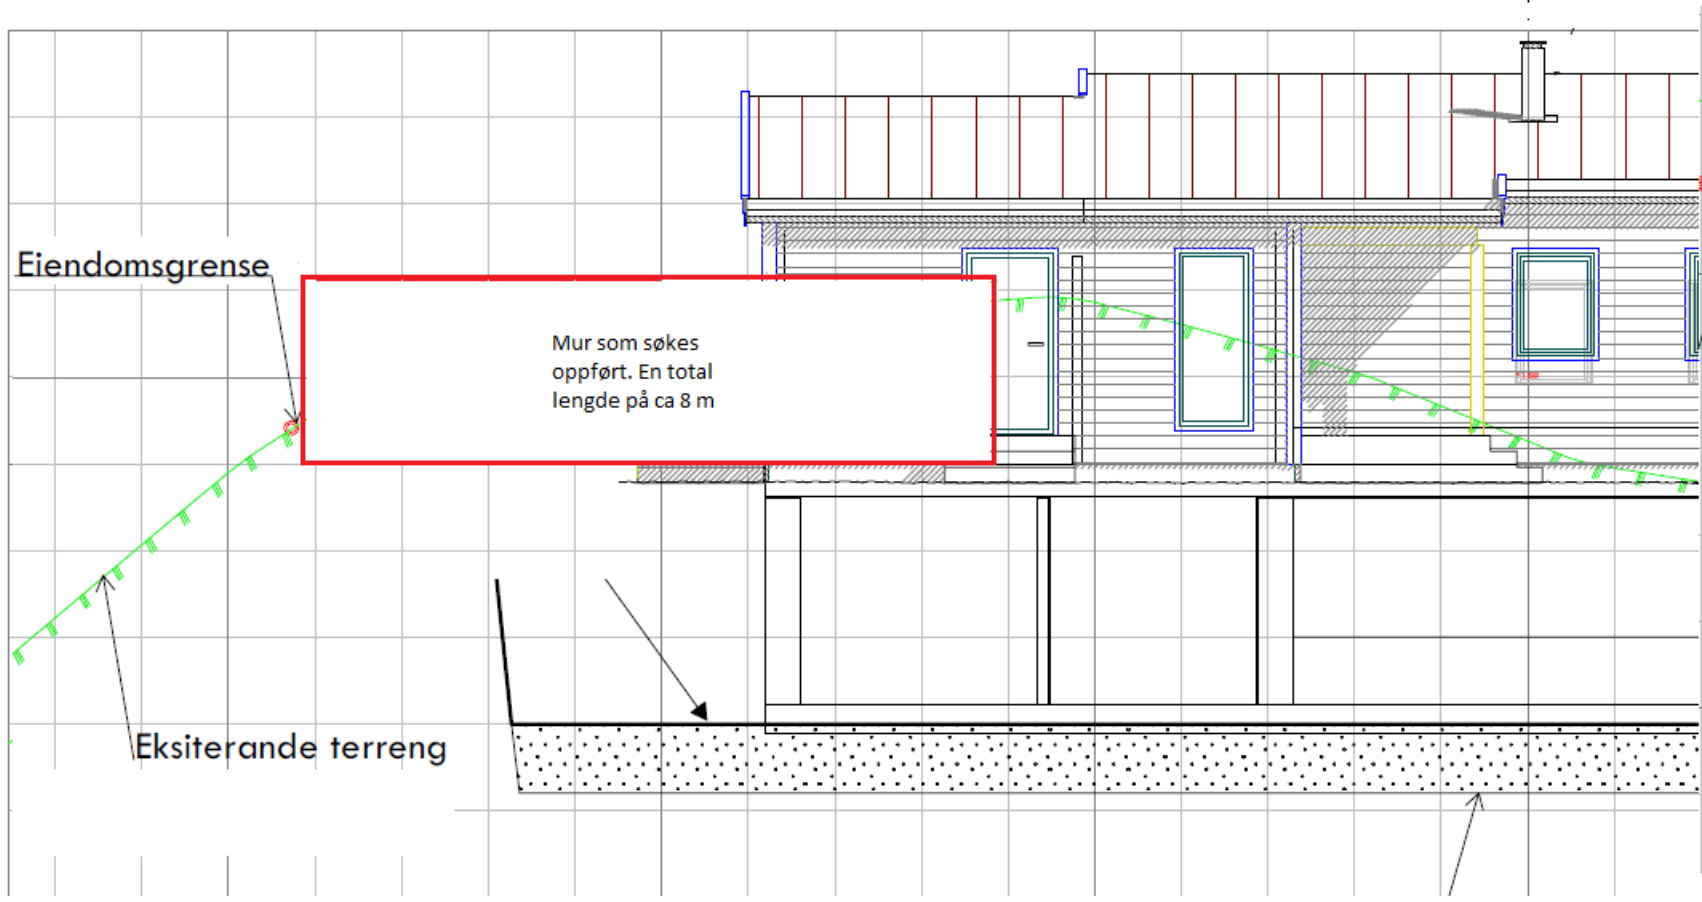 Eiendomsgrense
Mur som søkes
oppført. En total
lengde på ca 8 m
Eksiterande terreng